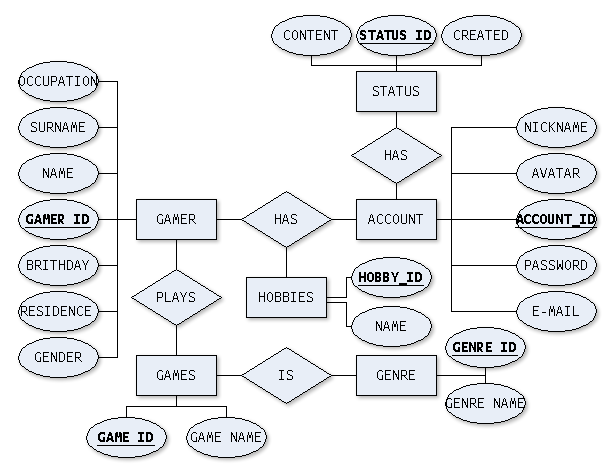 CONTENT
STATUS ID
CREATED
OCCUPATION
STATUS
SURNAME
NICKNAME
HAS
NAME
AVATAR
GAMER ID
GAMER
HAS
ACCOUNT
ACCOUNT_ID
BRITHDAY
PASSWORD
HOBBY_ID
PLAYS
HOBBIES
RESIDENCE
E-MAIL
NAME
GENDER
GENRE ID
GAMES
IS
GENRE
GENRE NAME
GAME ID
GAME NAME